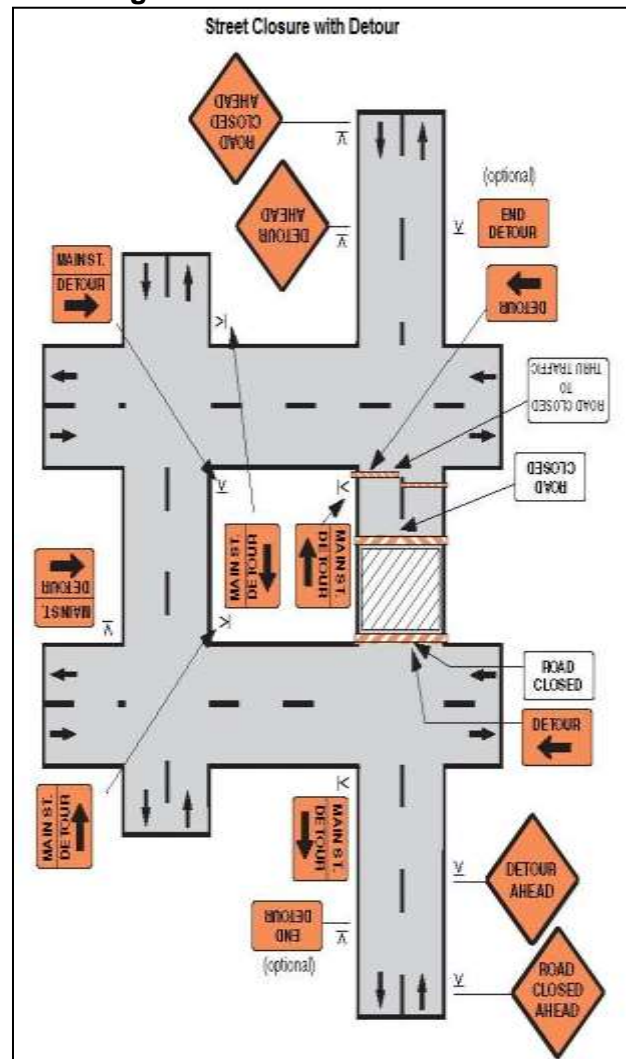 Street Closure with Detour
ROAD
CLOSED
AHEAD
DETOUR
AHEAD
(optional)
END
DETOUR
MAIN ST.
DETOUR
DETOUR
ROAD CLOSED
TO
THRU TRAFFIC
ROAD
CLOSED
MAIN ST.
DETOUR
MAIN ST.
DETOUR
MAIN ST.
DETOUR
ROAD
CLOSED
DETOUR
MAIN ST.
DETOUR
MAIN ST.
DETOUR
DETOUR
AHEAD
END
DETOUR
(optional)
ROAD
CLOSED
AHEAD